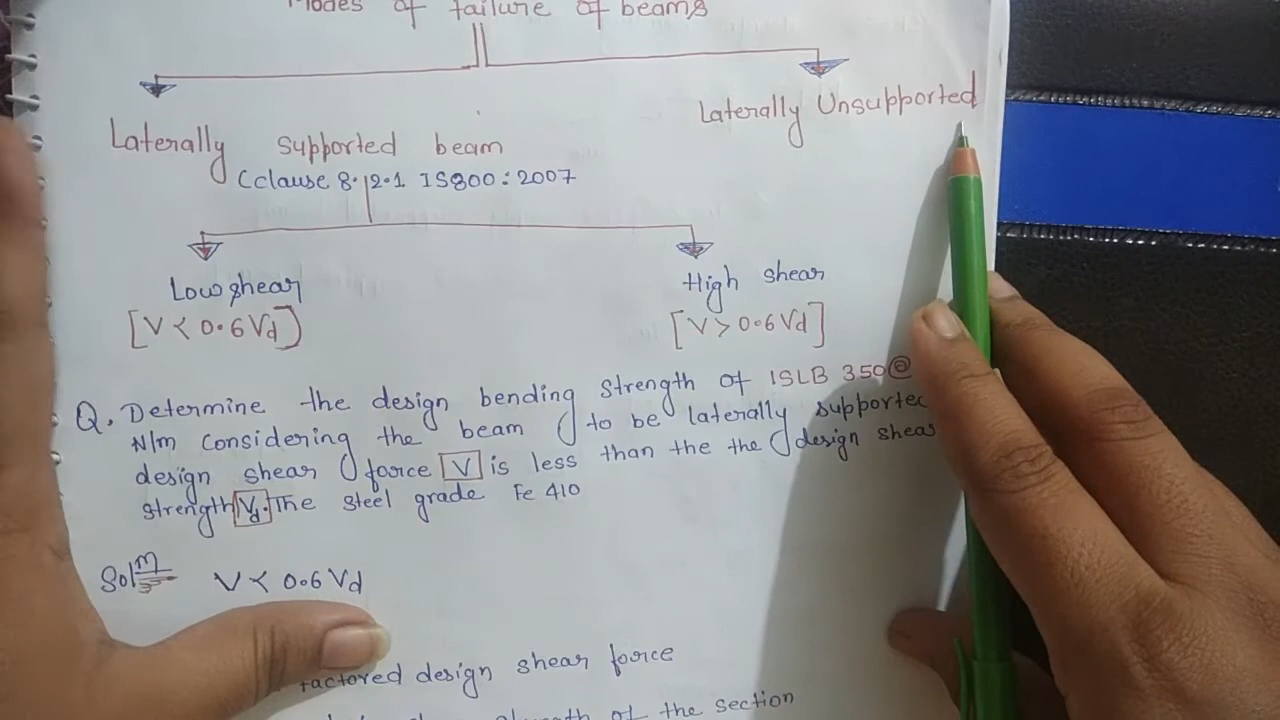 Modes of failure of beams
Laterally Unsupported
Laterally supported beam
(clause 8.2.1 IS800:2007
Low shear
High shear
[V < 0.6 Vd]
[V > 0.6 Vd]
Q. Determine the design bending strength of ISLB 350@
N/m considering the beam to be laterally supported
design shear force V is less than the the design shear
strength Vd. The steel grade Fe 410
Soln V < 0.6 Vd
factored design shear force
of the section